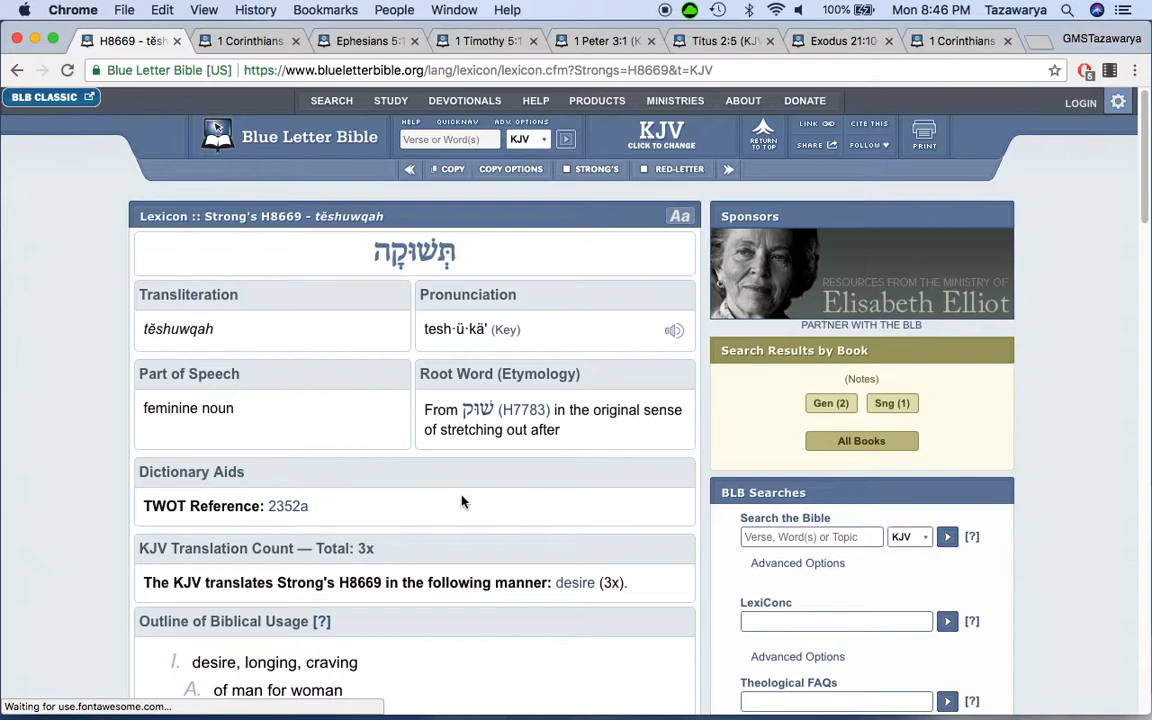 Chrome File Edit View History Bookmarks People Window Help 100% Mon 8:46 PM Tazawarya
H8669 - tĕsh × 1 Corinthians × Ephesians 5: × 1 Timothy 5:1 × 1 Peter 3:1 (K × Titus 2:5 (KJ × Exodus 21:10 × 1 Corinthians × GMSTazawarya
Blue Letter Bible [US] https://www.blueletterbible.org/lang/lexicon/lexicon.cfm?Strongs=H8669&t=KJV
BLB CLASSIC SEARCH STUDY DEVOTIONALS HELP PRODUCTS MINISTRIES ABOUT DONATE LOGIN
HELP QUICKNAV ADV. OPTIONS
Blue Letter Bible Verse or Word(s) KJV
KJV
CLICK TO CHANGE
RETURN
TO TOP
LINK CITE THIS
SHARE FOLLOW
PRINT
COPY COPY OPTIONS STRONG'S RED-LETTER
Lexicon :: Strong's H8669 - tĕshuwqah Aa
תְּשׁוּקָה
Transliteration
tĕshuwqah
Pronunciation
tesh·ü·kä' (Key)
Part of Speech
feminine noun
Root Word (Etymology)
From שׁוּק (H7783) in the original sense
of stretching out after
Dictionary Aids
TWOT Reference: 2352a
KJV Translation Count — Total: 3x
The KJV translates Strong's H8669 in the following manner: desire (3x).
Outline of Biblical Usage [?]
I. desire, longing, craving
A. of man for woman
Sponsors
RESOURCES FROM THE MINISTRY OF
Elisabeth Elliot
PARTNER WITH THE BLB
Search Results by Book
(Notes)
Gen (2) Sng (1)
All Books
BLB Searches
Search the Bible
Verse, Word(s) or Topic KJV [?]
Advanced Options
LexiConc
[?]
Advanced Options
Theological FAQs
[?]
Waiting for use.fontawesome.com...